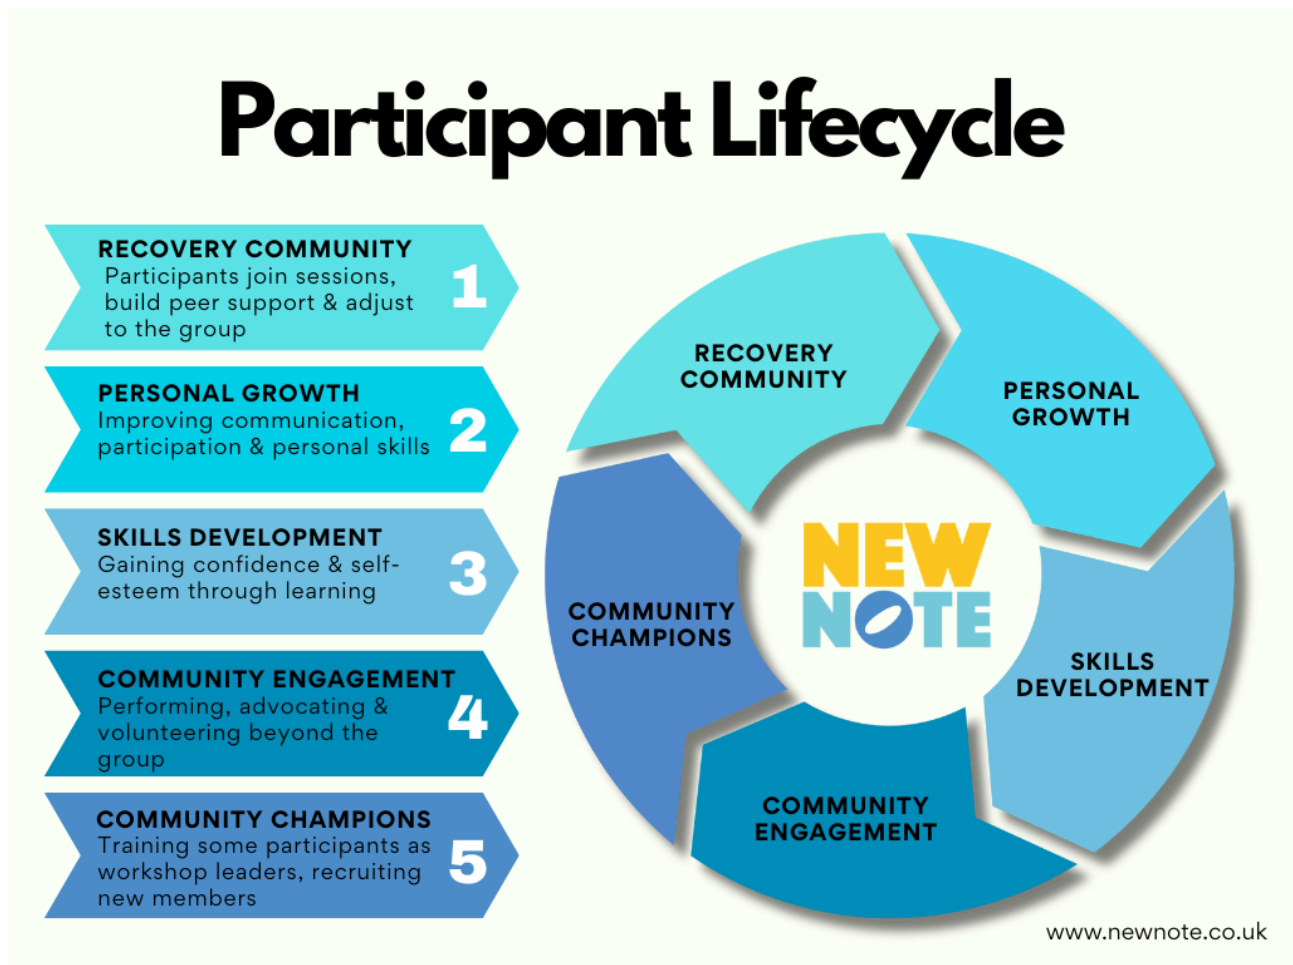 Participant Lifecycle
RECOVERY COMMUNITY
Participants join sessions,
build peer support & adjust
to the group
1
PERSONAL GROWTH
Improving communication,
participation & personal skills
2
SKILLS DEVELOPMENT
Gaining confidence & self-
esteem through learning
3
COMMUNITY ENGAGEMENT
Performing, advocating &
volunteering beyond the
group
4
COMMUNITY CHAMPIONS
Training some participants as
workshop leaders, recruiting
new members
5
RECOVERY
COMMUNITY
PERSONAL
GROWTH
SKILLS
DEVELOPMENT
COMMUNITY
ENGAGEMENT
COMMUNITY
CHAMPIONS
NEW
NOTE
www.newnote.co.uk